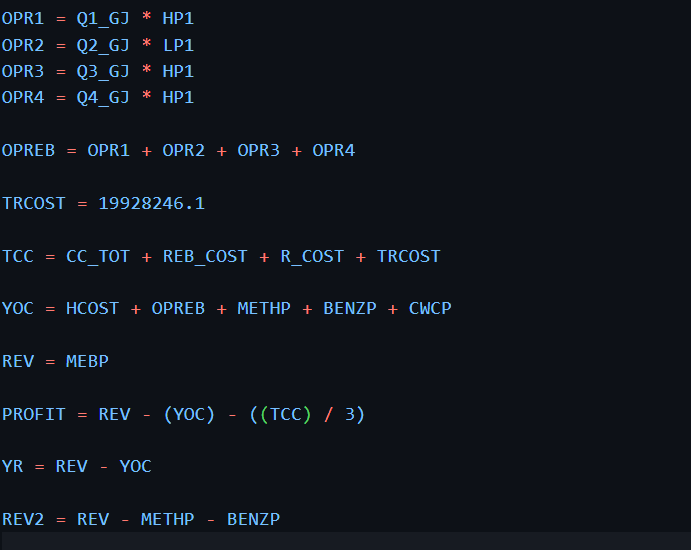 OPR1 = Q1_GJ * HP1
OPR2 = Q2_GJ * LP1
OPR3 = Q3_GJ * HP1
OPR4 = Q4_GJ * HP1
OPREB = OPR1 + OPR2 + OPR3 + OPR4
TRCOST = 19928246.1
TCC = CC_TOT + REB_COST + R_COST + TRCOST
YOC = HCOST + OPREB + METHP + BENZP + CWCP
REV = MEBP
PROFIT = REV - (YOC) - ((TCC) / 3)
YR = REV - YOC
REV2 = REV - METHP - BENZP